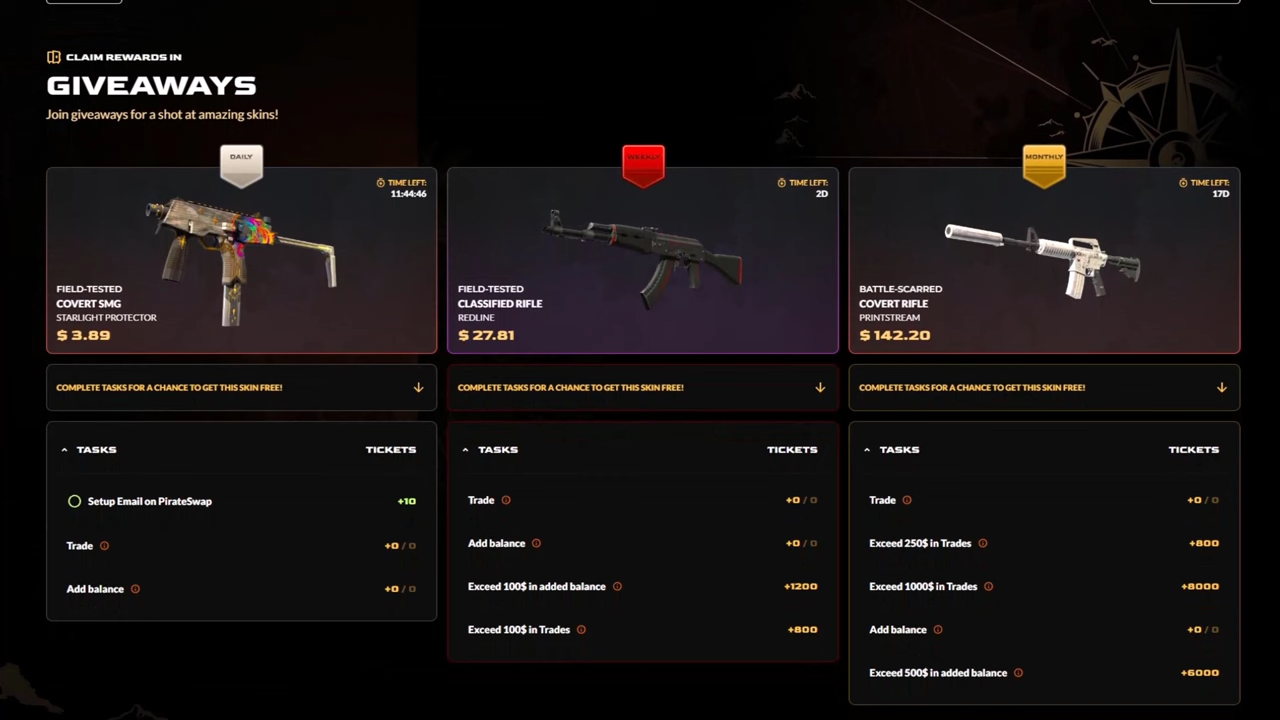 CLAIM REWARDS IN
GIVEAWAYS
Join giveaways for a shot at amazing skins!
DAILY
TIME LEFT:
11:44:46
FIELD-TESTED
COVERT SMG
STARLIGHT PROTECTOR
$ 3.89
COMPLETE TASKS FOR A CHANCE TO GET THIS SKIN FREE!
TASKS TICKETS
Setup Email on PirateSwap +10
Trade +0 / 0
Add balance +0 / 0
WEEKLY
TIME LEFT:
2D
FIELD-TESTED
CLASSIFIED RIFLE
REDLINE
$ 27.81
COMPLETE TASKS FOR A CHANCE TO GET THIS SKIN FREE!
TASKS TICKETS
Trade +0 / 0
Add balance +0 / 0
Exceed 100$ in added balance +1200
Exceed 100$ in Trades +800
MONTHLY
TIME LEFT:
17D
BATTLE-SCARRED
COVERT RIFLE
PRINTSTREAM
$ 142.20
COMPLETE TASKS FOR A CHANCE TO GET THIS SKIN FREE!
TASKS TICKETS
Trade +0 / 0
Exceed 250$ in Trades +800
Exceed 1000$ in Trades +8000
Add balance +0 / 0
Exceed 500$ in added balance +6000